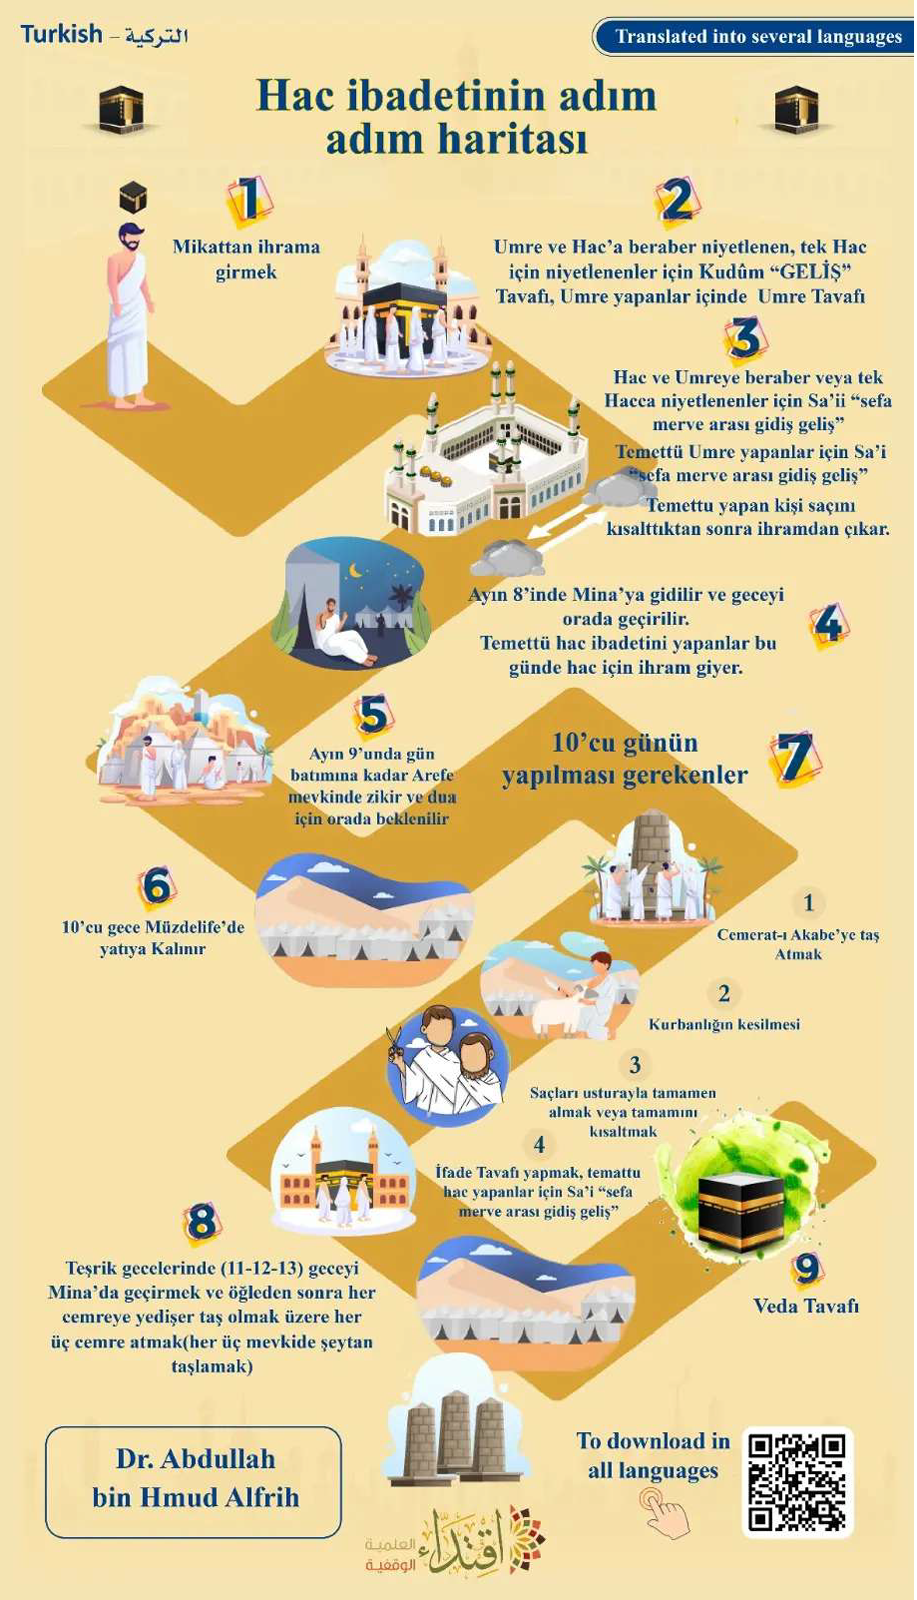 Turkish – التركية
Translated into several languages
Hac ibadetinin adım
adım haritası
1
Mikattan ihrama
girmek
2
Umre ve Hac’a beraber niyetlenen, tek Hac
için niyetlenenler için Kudûm “GELİŞ”
Tavafı, Umre yapanlar içinde Umre Tavafı
3
Hac ve Umreye beraber veya tek
Hacca niyetlenenler için Sa’ii “sefa
merve arası gidiş geliş”
Temettü Umre yapanlar için Sa’i
“sefa merve arası gidiş geliş”
Temettu yapan kişi saçını
kısalttıktan sonra ihramdan çıkar.
4
Ayın 8’inde Mina’ya gidilir ve geceyi
orada geçirilir.
Temettü hac ibadetini yapanlar bu
günde hac için ihram giyer.
5
Ayın 9’unda gün
batımına kadar Arefe
mevkinde zikir ve dua
için orada beklenilir
6
10’cu gece Müzdelife’de
yatıya Kalınır
7
10’cu günün
yapılması gerekenler
1
Cemerat-ı Akabe’ye taş
Atmak
2
Kurbanlığın kesilmesi
3
Saçları usturayla tamamen
almak veya tamamını
kısaltmak
4
İfade Tavafı yapmak, temattu
hac yapanlar için Sa’i “sefa
merve arası gidiş geliş”
8
Teşrik gecelerinde (11-12-13) geceyi
Mina’da geçirmek ve öğleden sonra her
cemreye yedişer taş olmak üzere her
üç cemre atmak(her üç mevkide şeytan
taşlamak)
9
Veda Tavafı
Dr. Abdullah
bin Hmud Alfrih
To download in
all languages
اقتداء
العلمية
الوقفية